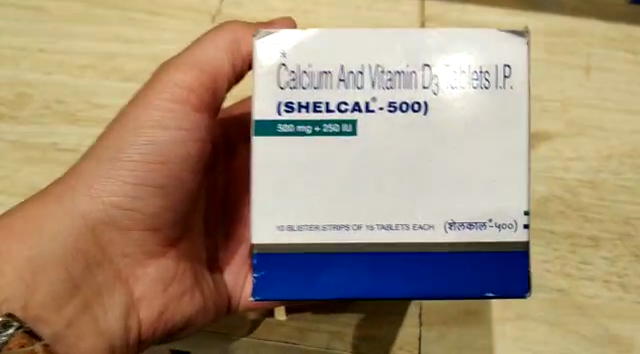 *
Calcium And Vitamin D3 Tablets I.P.
(SHELCAL®-500)
500 mg + 250 IU
10 BLISTER STRIPS OF 15 TABLETS EACH (शेलकाल®-५००)